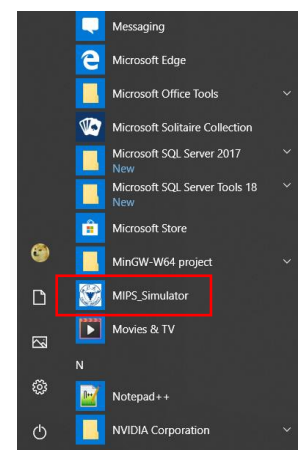 Messaging
Microsoft Edge
Microsoft Office Tools
Microsoft Solitaire Collection
Microsoft SQL Server 2017
New
Microsoft SQL Server Tools 18
New
Microsoft Store
MinGW-W64 project
MIPS_Simulator
Movies & TV
N
Notepad++
NVIDIA Corporation